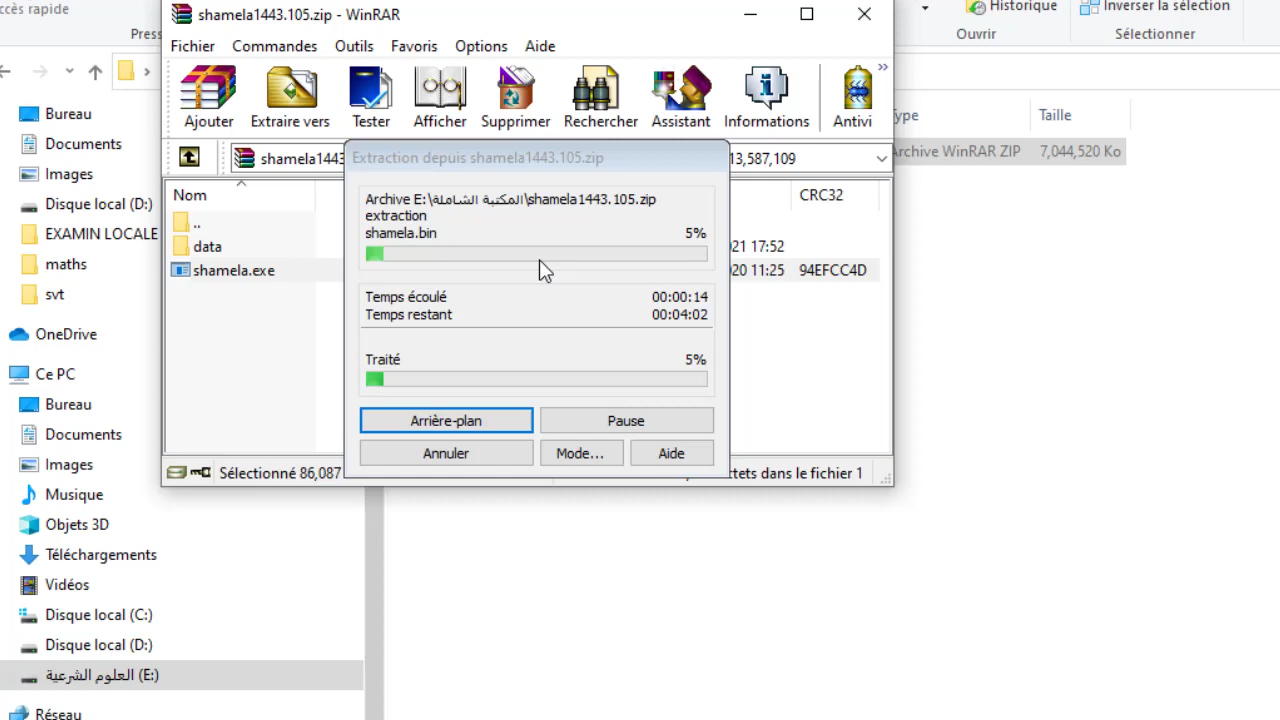 ccès rapide
Press
Historique
Ouvrir
Inverser la sélection
Sélectionner
shamela1443.105.zip - WinRAR
Fichier Commandes Outils Favoris Aide Options Aide
Ajouter Extraire vers Tester Afficher Supprimer Rechercher Assistant Informations Antivi
shamela1443
13,587,109
Nom
CRC32
..
data
21 17:52
shamela.exe
20 11:25 94EFCC4D
Sélectionné 86,087
tets dans le fichier 1
Extraction depuis shamela1443.105.zip
Archive E:\المكتبة الشاملة\shamela1443.105.zip
extraction
shamela.bin 5%
Temps écoulé 00:00:14
Temps restant 00:04:02
Traité 5%
Arrière-plan Pause
Annuler Mode... Aide
ype Taille
rchive WinRAR ZIP 7,044,520 Ko
Bureau
Documents
Images
Disque local (D:)
EXAMIN LOCALE
maths
svt
OneDrive
Ce PC
Bureau
Documents
Images
Musique
Objets 3D
Téléchargements
Vidéos
Disque local (C:)
Disque local (D:)
العلوم الشرعية (E:)
Réseau